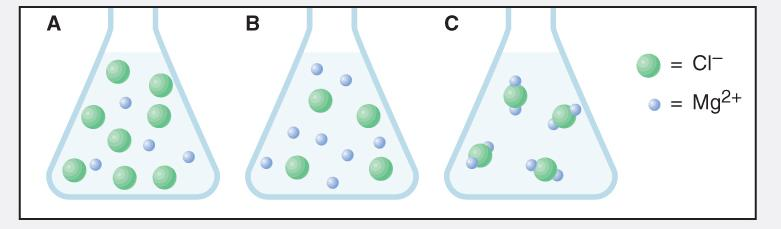 A B C
= Cl⁻
= Mg²⁺